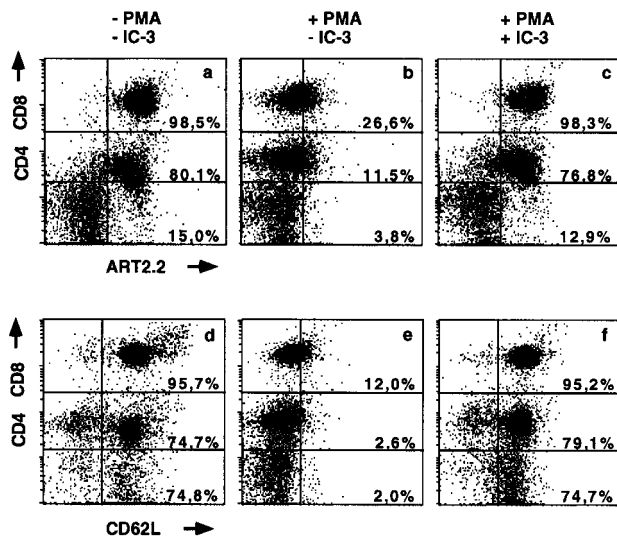 - PMA + PMA + PMA
- IC-3 - IC-3 + IC-3
CD4 CD8
a
98,5%
80,1%
15,0%
b
26,6%
11,5%
3,8%
c
98,3%
76,8%
12,9%
ART2.2
CD4 CD8
d
95,7%
74,7%
74,8%
e
12,0%
2,6%
2,0%
f
95,2%
79,1%
74,7%
CD62L